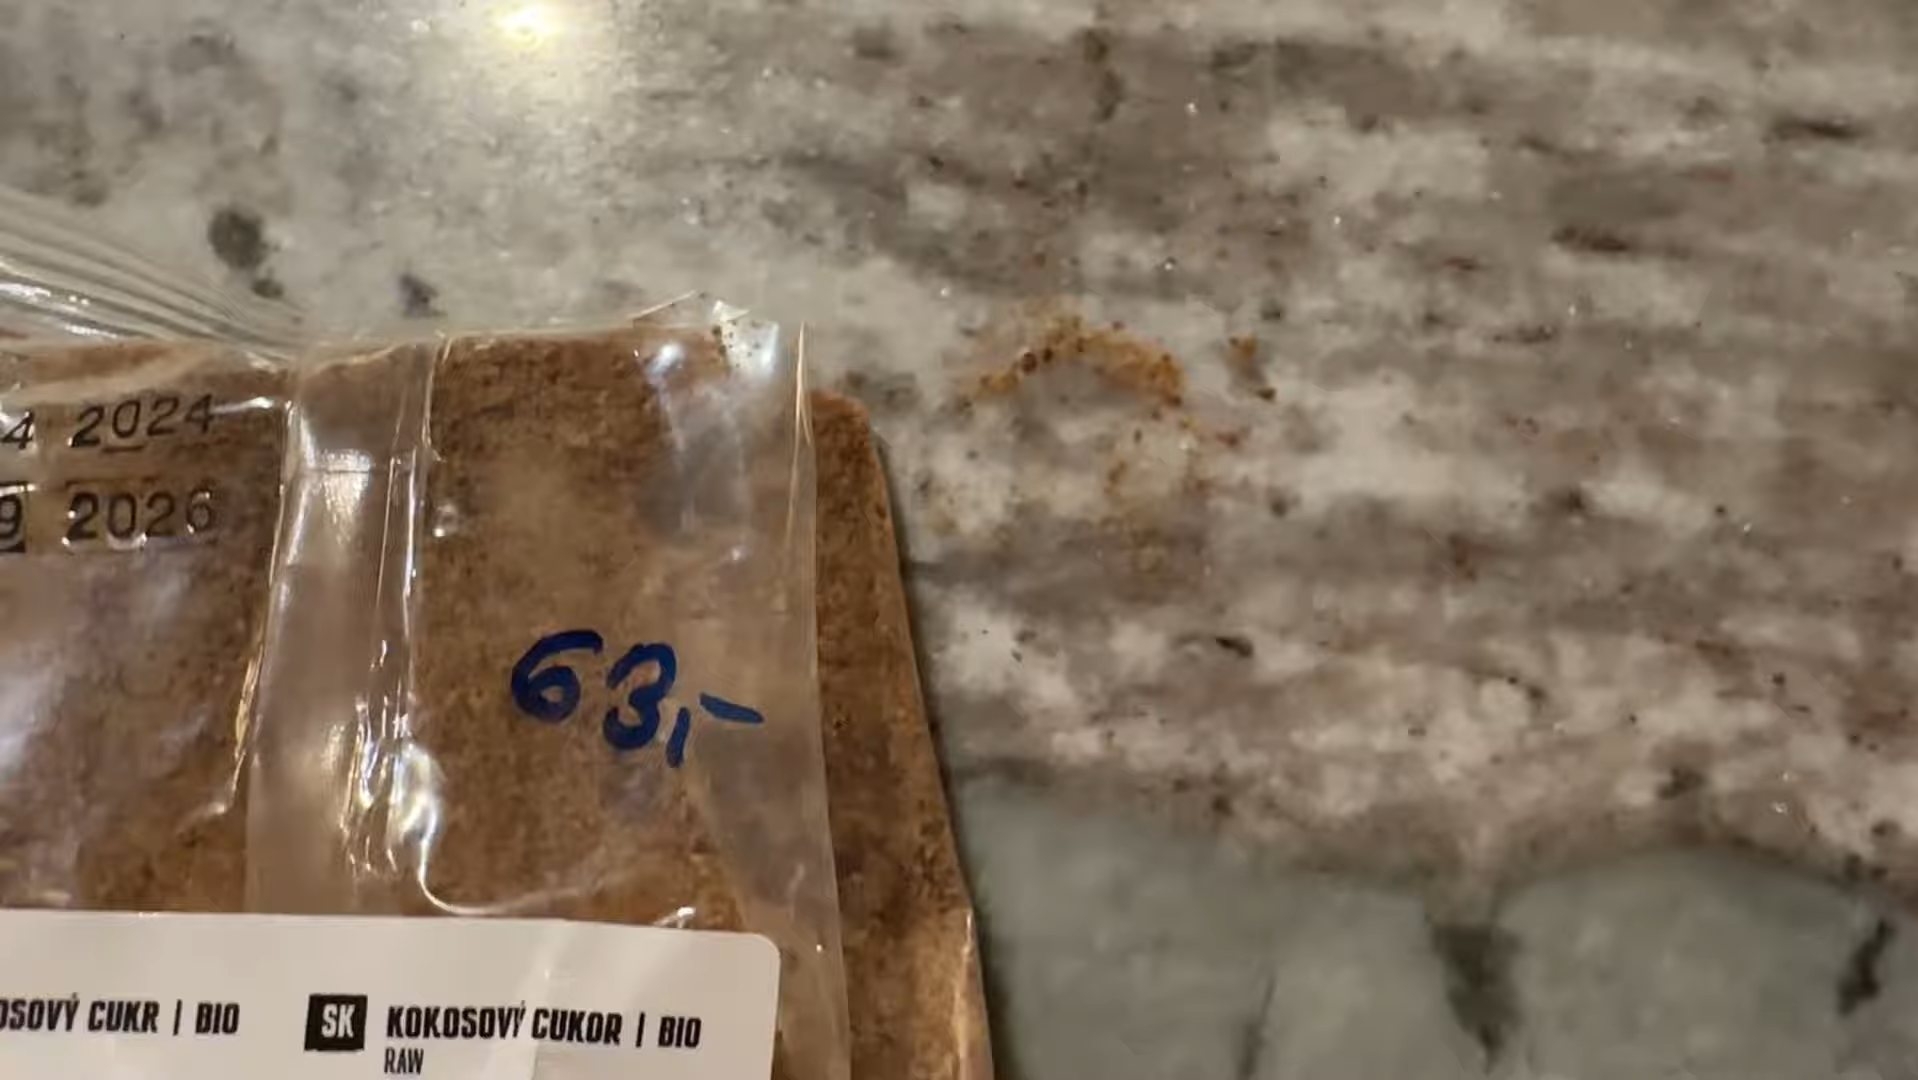 4 2024
9 2026
63,-
OSOVÝ CUKR | BIO
SK KOKOSOVÝ CUKOR | BIO
RAW